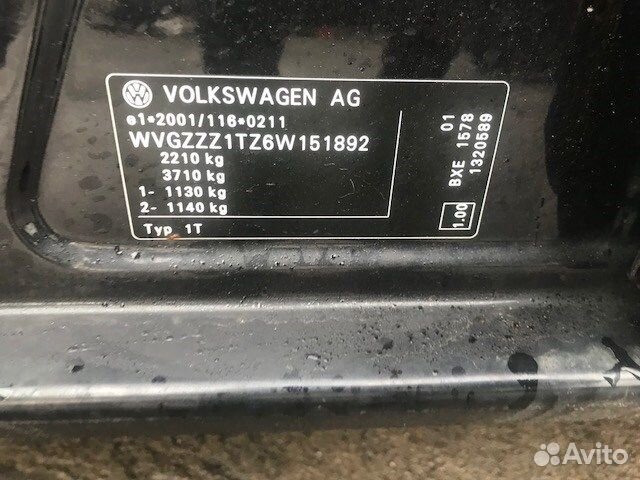 VOLKSWAGEN AG
e1*2001/116*0211
WVGZZZ1TZ6W151892
2210 kg
3710 kg
1- 1130 kg
2- 1140 kg
Typ 1T
01
BXE 1578
1320589
1.00
Avito